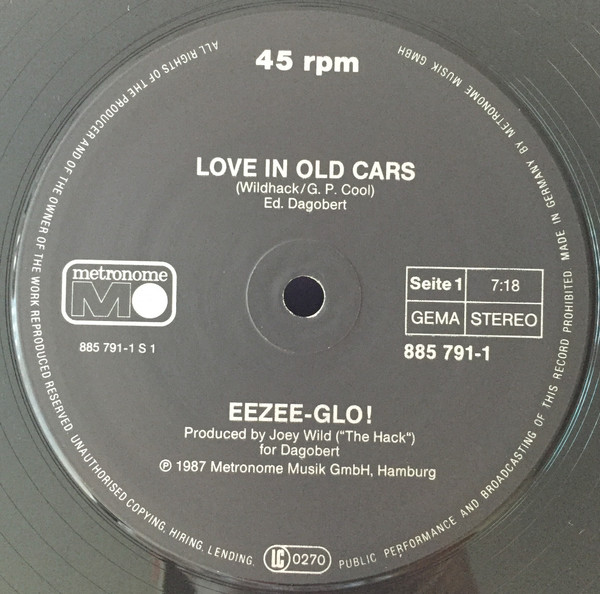 45 rpm
LOVE IN OLD CARS
(Wildhack/G. P. Cool)
Ed. Dagobert
metronome
MO
885 791-1 S 1
Seite 1
7:18
GEMA
STEREO
885 791-1
EEZEE-GLO!
Produced by Joey Wild ("The Hack")
for Dagobert
℗ 1987 Metronome Musik GmbH, Hamburg
ALL RIGHTS OF THE PRODUCER AND OF THE OWNER OF THE WORK REPRODUCED RESERVED. UNAUTHORISED COPYING, HIRING, LENDING,
LC 0270
PUBLIC PERFORMANCE AND BROADCASTING OF THIS RECORD PROHIBITED. MADE IN GERMANY BY METRONOME MUSIK GMBH